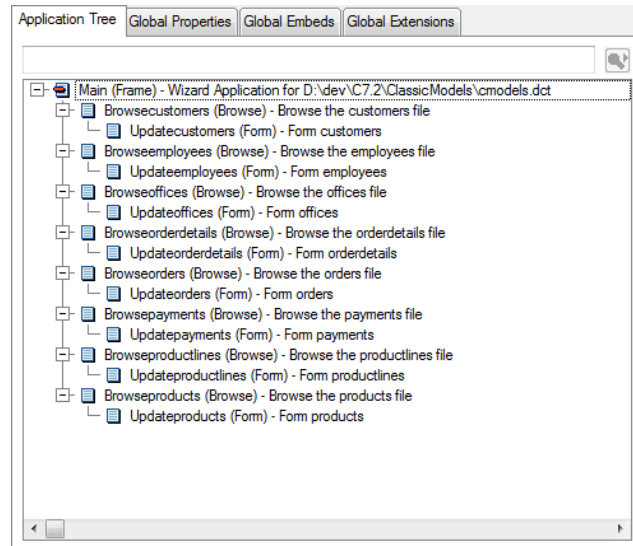 Application Tree Global Properties Global Embeds Global Extensions
Main (Frame) - Wizard Application for D:\dev\C7.2\ClassicModels\cmodels.dct
Browsecustomers (Browse) - Browse the customers file
Updatecustomers (Form) - Form customers
Browseemployees (Browse) - Browse the employees file
Updateemployees (Form) - Form employees
Browseoffices (Browse) - Browse the offices file
Updateoffices (Form) - Form offices
Browseorderdetails (Browse) - Browse the orderdetails file
Updateorderdetails (Form) - Form orderdetails
Browseorders (Browse) - Browse the orders file
Updateorders (Form) - Form orders
Browsepayments (Browse) - Browse the payments file
Updatepayments (Form) - Form payments
Browseproductlines (Browse) - Browse the productlines file
Updateproductlines (Form) - Form productlines
Browseproducts (Browse) - Browse the products file
Updateproducts (Form) - Form products